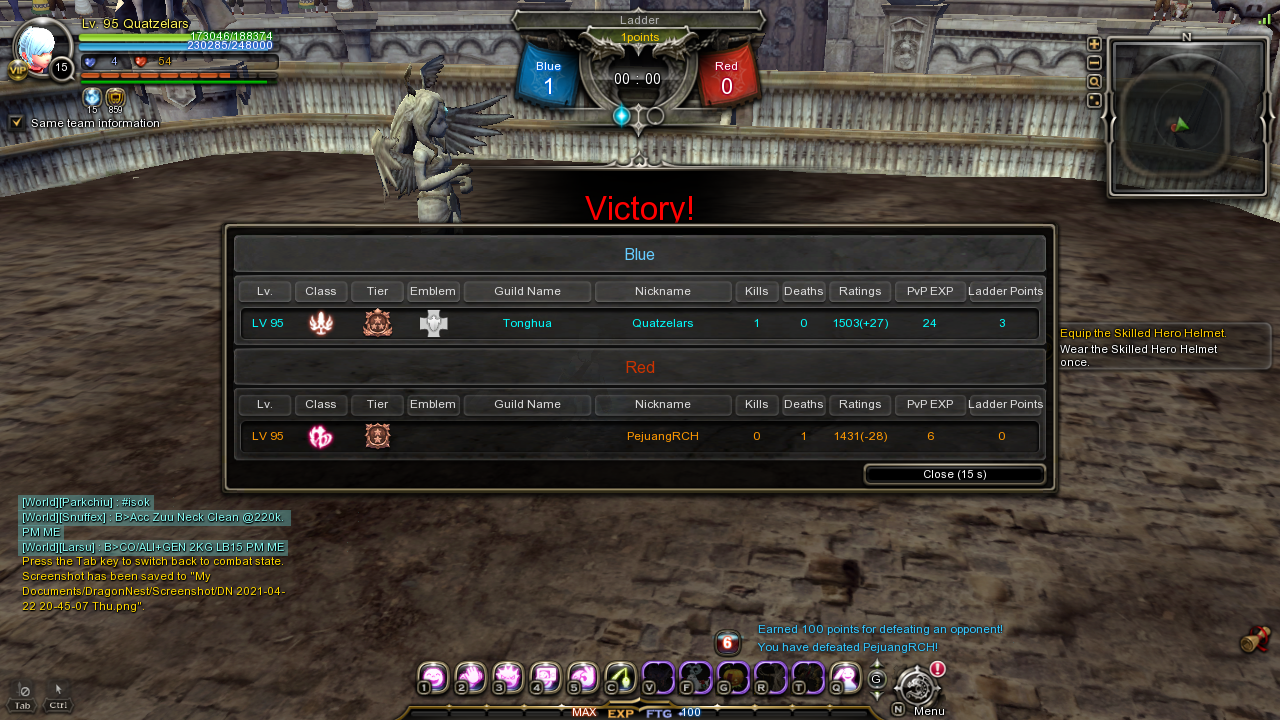 Lv. 95 Quatzelars
173046/188374
230285/248000
VIP
15
4
54
15
859
Same team information
Ladder
1points
Blue
1
00 : 00
Red
0
N
Victory!
Blue
Lv. Class Tier Emblem Guild Name Nickname Kills Deaths Ratings PvP EXP Ladder Points
LV 95 Tonghua Quatzelars 1 0 1503(+27) 24 3
Red
Lv. Class Tier Emblem Guild Name Nickname Kills Deaths Ratings PvP EXP Ladder Points
LV 95 PejuangRCH 0 1 1431(-28) 6 0
Close (15 s)
Equip the Skilled Hero Helmet.
Wear the Skilled Hero Helmet
once.
[World][Parkchiu] : #isok
[World][Snuffex] : B>Acc Zuu Neck Clean @220k.
PM ME
[World][Larsu] : B>CO/ALI+GEN 2KG LB15 PM ME
Press the Tab key to switch back to combat state.
Screenshot has been saved to "My
Documents/DragonNest/Screenshot/DN 2021-04-
22 20-45-07 Thu.png".
6
Earned 100 points for defeating an opponent!
You have defeated PejuangRCH!
1 2 3 4 5 C V F G R T Q G
Tab Ctrl
N Menu
MAX EXP FTG -100